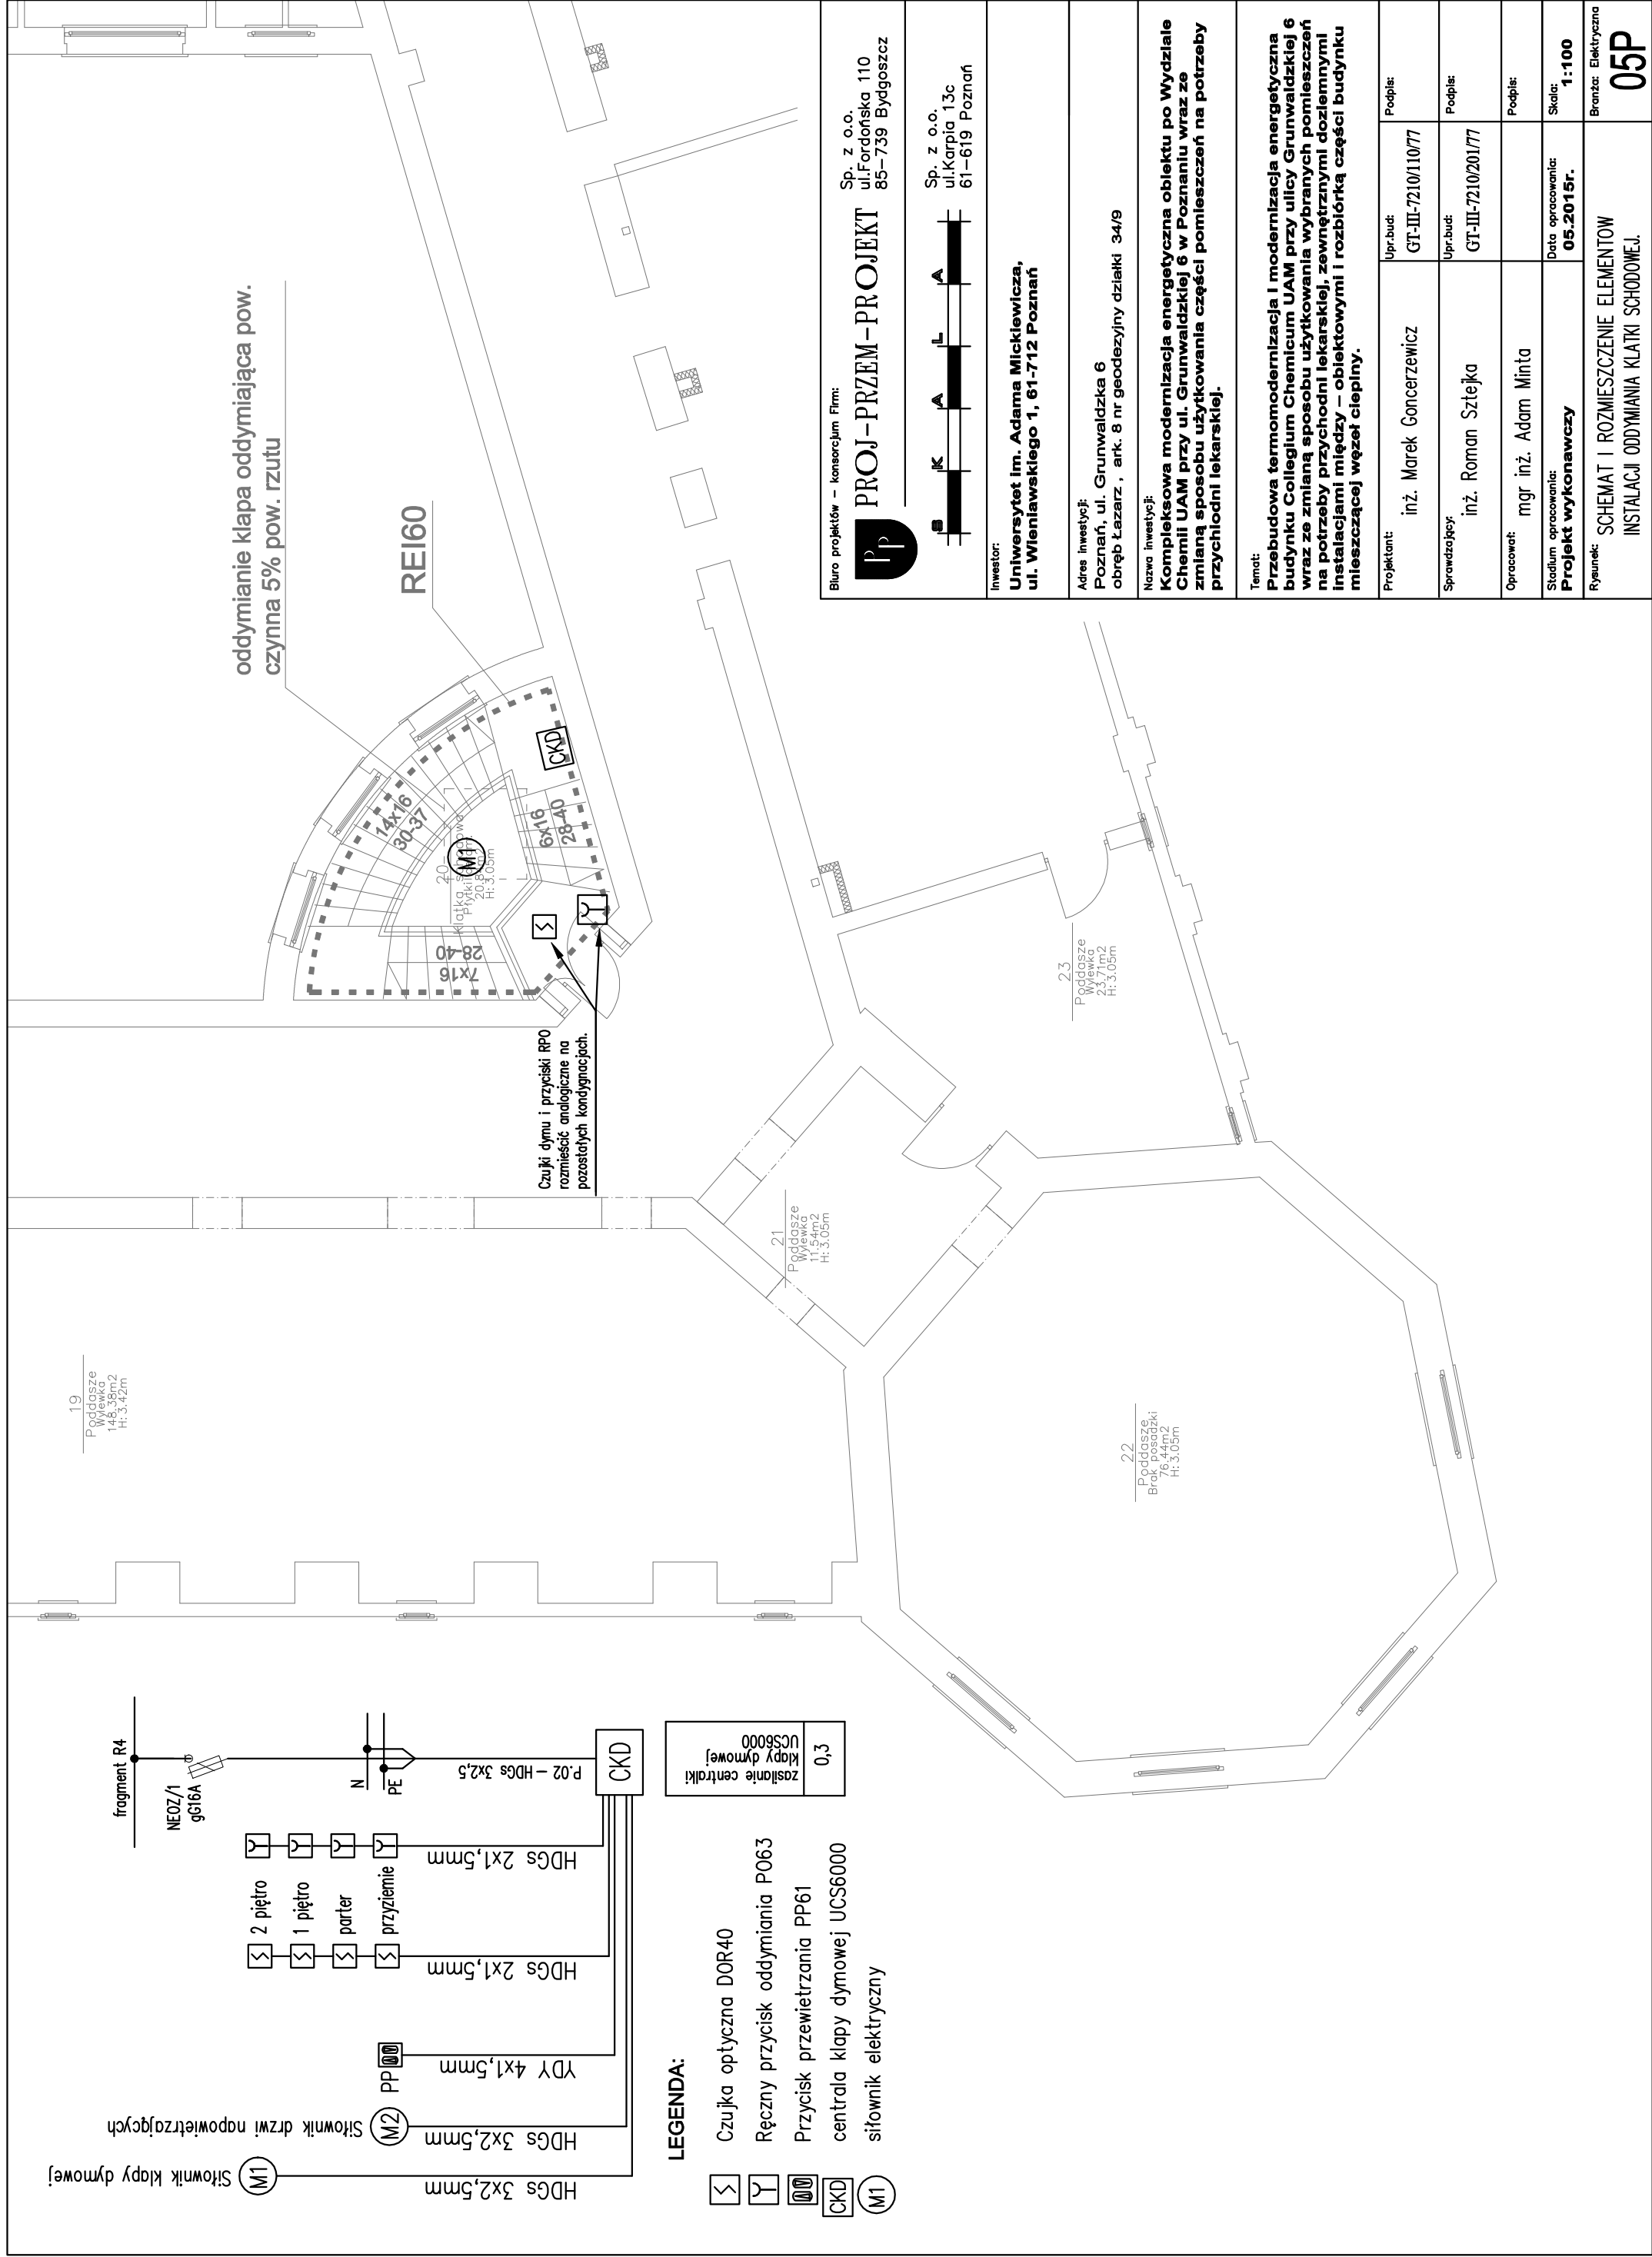 fragment R4
NEOZ/1
gG16A
N
PE
P.02 – HDGs 3x2,5
CKD
2 piętro
1 piętro
parter
przyziemie
HDGs 2x1,5mm
HDGs 2x1,5mm
PP
YDY 4x1,5mm
Siłownik drzwi napowietrzających
M2
HDGs 3x2,5mm
Siłownik klapy dymowej
M1
HDGs 3x2,5mm
zasilanie centralki
klapy dymowej
UCS6000
0,3
LEGENDA:
Czujka optyczna DOR40
Ręczny przycisk oddymiania PO63
Przycisk przewietrzania PP61
CKD
centrala klapy dymowej UCS6000
M1
siłownik elektryczny
19
Poddasze
Wylewka
148.38m2
H: 3.42m
21
Poddasze
Wylewka
11.54m2
H: 3.05m
22
Poddasze
Brak posadzki
76.44m2
H: 3.05m
23
Poddasze
Wylewka
23.71m2
H: 3.05m
Czujki dymu i przyciski RPO
rozmieścić analogiczne na
pozostałych kondygnacjach.
oddymianie klapa oddymiająca pow.
czynna 5% pow. rzutu
REI60
14x16
30-37
6x16
28-40
7x16
28-40
20
Klatka
M1
H: 3.05m
CKD
Biuro projektów – konsorcjum Firm:
PP
PROJ-PRZEM-PROJEKT
Sp. z o.o.
ul.Fordońska 110
85–739 Bydgoszcz
S K A L A
Sp. z o.o.
ul.Karpia 13c
61–619 Poznań
Inwestor:
Uniwersytet im. Adama Mickiewicza,
ul. Wieniawskiego 1, 61-712 Poznań
Adres inwestycji:
Poznań, ul. Grunwaldzka 6
obręb Łazarz , ark. 8 nr geodezyjny działki 34/9
Nazwa inwestycji:
Kompleksowa modernizacja energetyczna obiektu po Wydziale
Chemii UAM przy ul. Grunwaldzkiej 6 w Poznaniu wraz ze
zmianą sposobu użytkowania części pomieszczeń na potrzeby
przychodni lekarskiej.
Temat:
Przebudowa termomodernizacja i modernizacja energetyczna
budynku Collegium Chemicum UAM przy ulicy Grunwaldzkiej 6
wraz ze zmianą sposobu użytkowania wybranych pomieszczeń
na potrzeby przychodni lekarskiej, zewnętrznymi doziemnymi
instalacjami między – obiektowymi i rozbiórką części budynku
mieszczącej węzeł cieplny.
Projektant:
inż. Marek Goncerzewicz
Upr.bud:
GT-III-7210/110/77
Podpis:
Sprawdzający:
inż. Roman Sztejka
Upr.bud:
GT-III-7210/201/77
Podpis:
Opracował:
mgr inż. Adam Minta
Podpis:
Stadium opracowania:
Projekt wykonawczy
Data opracowania:
05.2015r.
Skala:
1:100
Rysunek:
SCHEMAT I ROZMIESZCZENIE ELEMENTOW
INSTALACJI ODDYMIANIA KLATKI SCHODOWEJ.
Branża: Elektryczna
05P